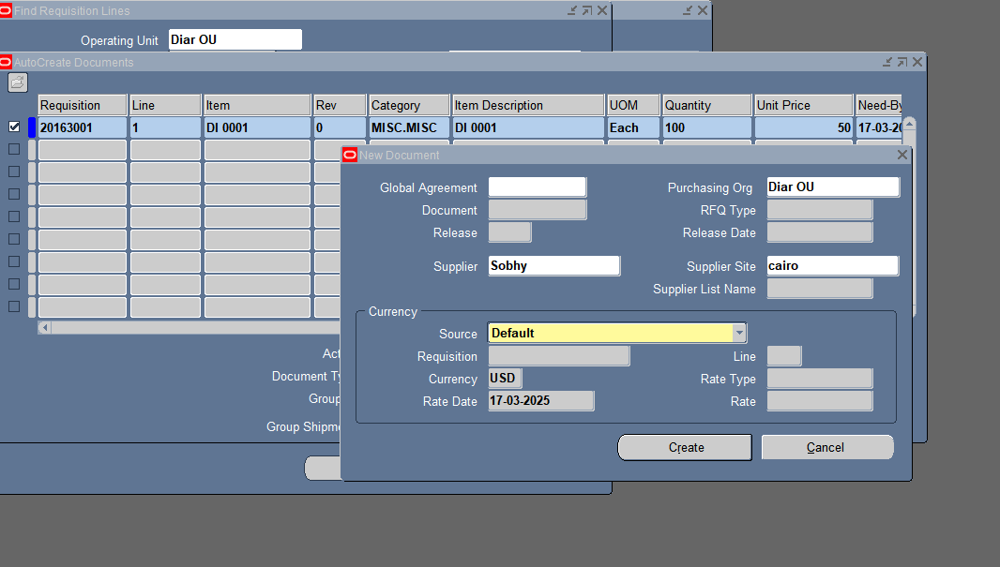 Find Requisition Lines
Operating Unit Diar OU
AutoCreate Documents
Requisition Line Item Rev Category Item Description UOM Quantity Unit Price Need-By
20163001 1 DI 0001 0 MISC.MISC DI 0001 Each 100 50 17-03-20
New Document
Global Agreement Purchasing Org Diar OU
Document RFQ Type
Release Release Date
Supplier Sobhy Supplier Site cairo
Supplier List Name
Currency
Source Default
Requisition Line
Currency USD Rate Type
Rate Date 17-03-2025 Rate
Act
Document Ty
Group
Group Shipme
Create Cancel